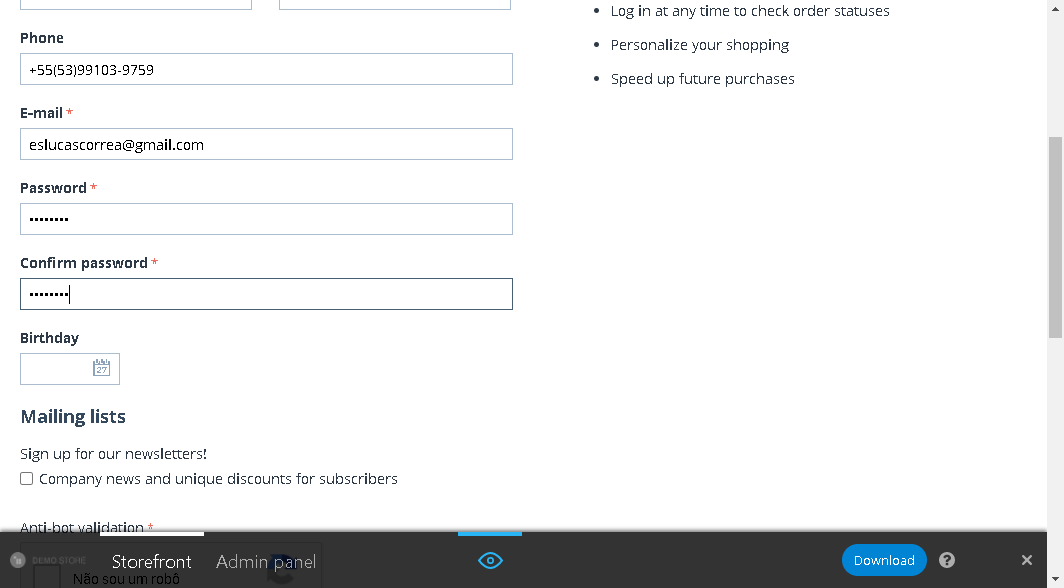 Log in at any time to check order statuses
Personalize your shopping
Speed up future purchases
Phone
+55(53)99103-9759
E-mail *
eslucascorrea@gmail.com
Password *
••••••••
Confirm password *
••••••••
Birthday
27
Mailing lists
Sign up for our newsletters!
Company news and unique discounts for subscribers
Anti-bot validation *
DEMO STORE
Storefront
Admin panel
Download
?
Não sou um robô